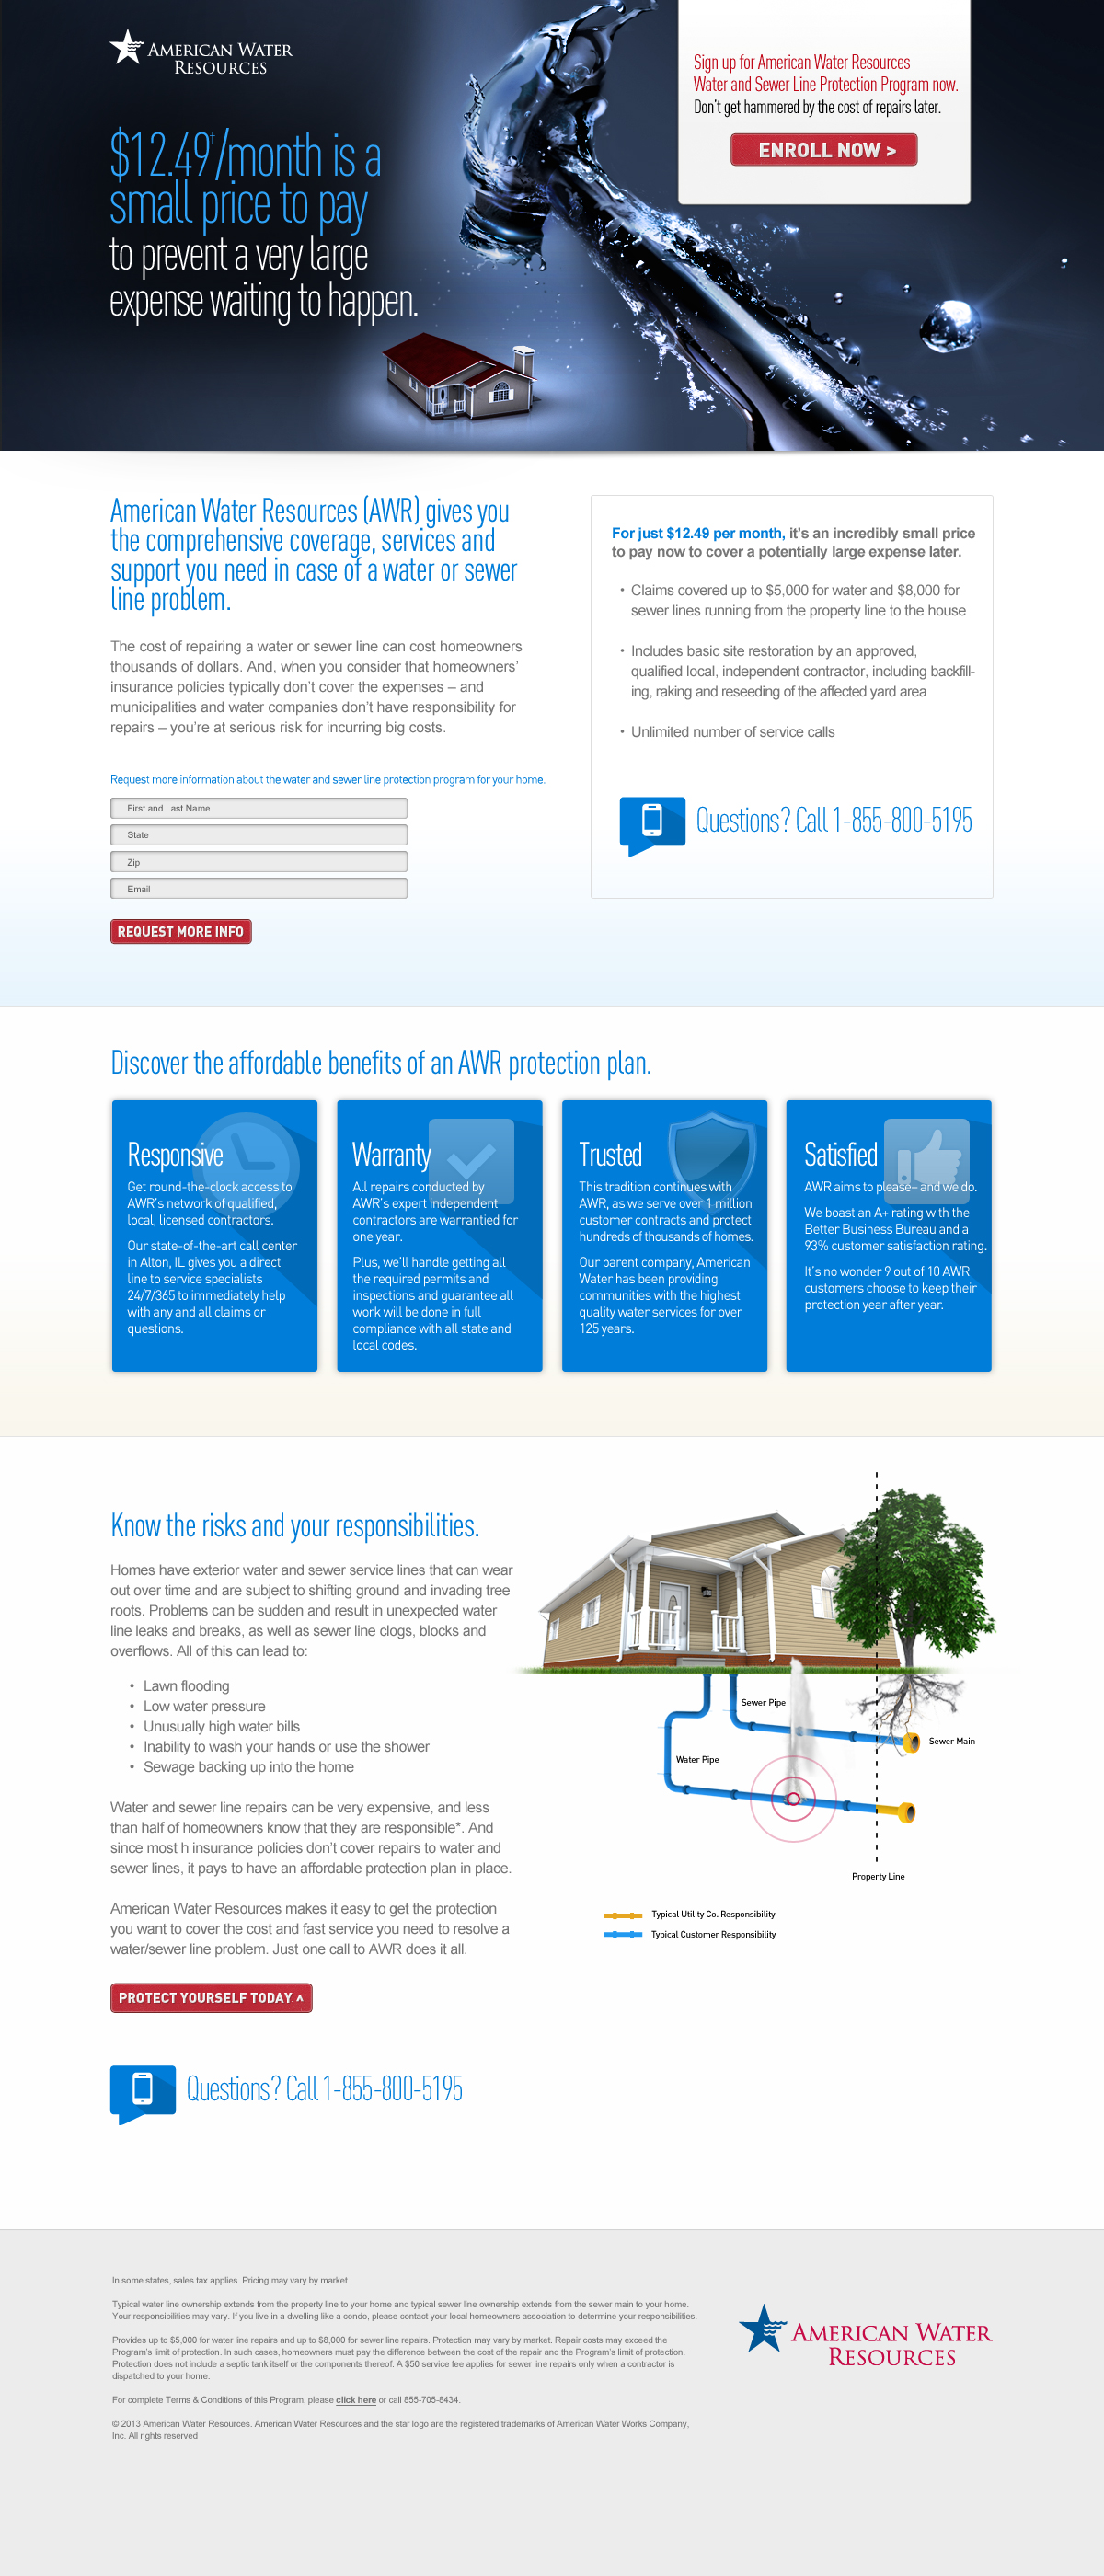 AMERICAN WATER
RESOURCES
Sign up for American Water Resources
Water and Sewer Line Protection Program now.
Don't get hammered by the cost of repairs later.
ENROLL NOW >
$12.49†/month is a
small price to pay
to prevent a very large
expense waiting to happen.
American Water Resources (AWR) gives you
the comprehensive coverage, services and
support you need in case of a water or sewer
line problem.
The cost of repairing a water or sewer line can cost homeowners
thousands of dollars. And, when you consider that homeowners'
insurance policies typically don't cover the expenses – and
municipalities and water companies don't have responsibility for
repairs – you're at serious risk for incurring big costs.
Request more information about the water and sewer line protection program for your home.
First and Last Name
State
Zip
Email
REQUEST MORE INFO
For just $12.49 per month, it's an incredibly small price
to pay now to cover a potentially large expense later.
• Claims covered up to $5,000 for water and $8,000 for
sewer lines running from the property line to the house
• Includes basic site restoration by an approved,
qualified local, independent contractor, including backfill-
ing, raking and reseeding of the affected yard area
• Unlimited number of service calls
Questions? Call 1-855-800-5195
Discover the affordable benefits of an AWR protection plan.
Responsive
Get round-the-clock access to
AWR's network of qualified,
local, licensed contractors.
Our state-of-the-art call center
in Alton, IL gives you a direct
line to service specialists
24/7/365 to immediately help
with any and all claims or
questions.
Warranty
All repairs conducted by
AWR's expert independent
contractors are warrantied for
one year.
Plus, we'll handle getting all
the required permits and
inspections and guarantee all
work will be done in full
compliance with all state and
local codes.
Trusted
This tradition continues with
AWR, as we serve over 1 million
customer contracts and protect
hundreds of thousands of homes.
Our parent company, American
Water has been providing
communities with the highest
quality water services for over
125 years.
Satisfied
AWR aims to please– and we do.
We boast an A+ rating with the
Better Business Bureau and a
93% customer satisfaction rating.
It's no wonder 9 out of 10 AWR
customers choose to keep their
protection year after year.
Know the risks and your responsibilities.
Homes have exterior water and sewer service lines that can wear
out over time and are subject to shifting ground and invading tree
roots. Problems can be sudden and result in unexpected water
line leaks and breaks, as well as sewer line clogs, blocks and
overflows. All of this can lead to:
• Lawn flooding
• Low water pressure
• Unusually high water bills
• Inability to wash your hands or use the shower
• Sewage backing up into the home
Water and sewer line repairs can be very expensive, and less
than half of homeowners know that they are responsible*. And
since most h insurance policies don't cover repairs to water and
sewer lines, it pays to have an affordable protection plan in place.
American Water Resources makes it easy to get the protection
you want to cover the cost and fast service you need to resolve a
water/sewer line problem. Just one call to AWR does it all.
PROTECT YOURSELF TODAY ^
Questions? Call 1-855-800-5195
Sewer Pipe
Sewer Main
Water Pipe
Property Line
Typical Utility Co. Responsibility
Typical Customer Responsibility
In some states, sales tax applies. Pricing may vary by market.
Typical water line ownership extends from the property line to your home and typical sewer line ownership extends from the sewer main to your home.
Your responsibilities may vary. If you live in a dwelling like a condo, please contact your local homeowners association to determine your responsibilities.
Provides up to $5,000 for water line repairs and up to $8,000 for sewer line repairs. Protection may vary by market. Repair costs may exceed the
Program's limit of protection. In such cases, homeowners must pay the difference between the cost of the repair and the Program's limit of protection.
Protection does not include a septic tank itself or the components thereof. A $50 service fee applies for sewer line repairs only when a contractor is
dispatched to your home.
For complete Terms & Conditions of this Program, please click here or call 855-705-8434.
© 2013 American Water Resources. American Water Resources and the star logo are the registered trademarks of American Water Works Company,
Inc. All rights reserved
AMERICAN WATER
RESOURCES